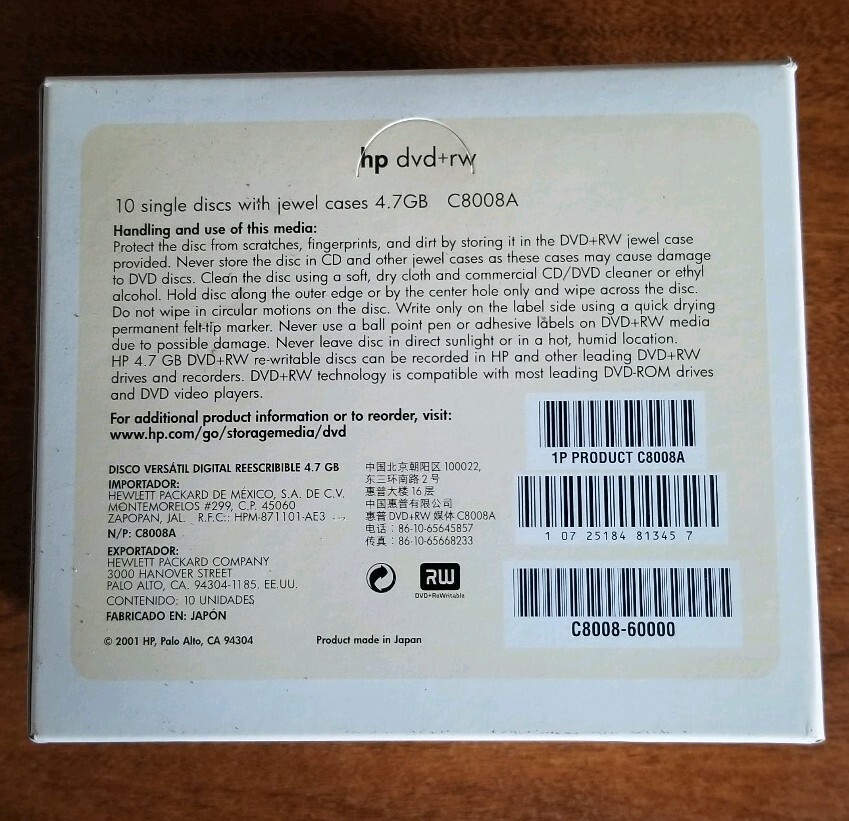 hp dvd+rw
10 single discs with jewel cases 4.7GB C8008A
Handling and use of this media:
Protect the disc from scratches, fingerprints, and dirt by storing it in the DVD+RW jewel case
provided. Never store the disc in CD and other jewel cases as these cases may cause damage
to DVD discs. Clean the disc using a soft, dry cloth and commercial CD/DVD cleaner or ethyl
alcohol. Hold disc along the outer edge or by the center hole only and wipe across the disc.
Do not wipe in circular motions on the disc. Write only on the label side using a quick drying
permanent felt-tip marker. Never use a ball point pen or adhesive labels on DVD+RW media
due to possible damage. Never leave disc in direct sunlight or in a hot, humid location.
HP 4.7 GB DVD+RW re-writable discs can be recorded in HP and other leading DVD+RW
drives and recorders. DVD+RW technology is compatible with most leading DVD-ROM drives
and DVD video players.
For additional product information or to reorder, visit:
www.hp.com/go/storagemedia/dvd
DISCO VERSÁTIL DIGITAL REESCRIBIBLE 4.7 GB
IMPORTADOR:
HEWLETT PACKARD DE MÉXICO, S.A. DE C.V.
MONTEMORELOS #299, C.P. 45060
ZAPOPAN, JAL. R.F.C.: HPM-871101-AE3
N/P: C8008A
EXPORTADOR:
HEWLETT PACKARD COMPANY
3000 HANOVER STREET
PALO ALTO, CA. 94304-1185. EE.UU.
CONTENIDO: 10 UNIDADES
FABRICADO EN: JAPÓN
© 2001 HP, Palo Alto, CA 94304
中国北京朝阳区 100022,
东三环南路 2 号
惠普大楼 16 层
中国惠普有限公司
惠普 DVD+RW 媒体 C8008A
电话：86-10-65645857
传真：86-10-65668233
RW
DVD+ReWritable
Product made in Japan
1P PRODUCT C8008A
1 07 25184 81345 7
C8008-60000